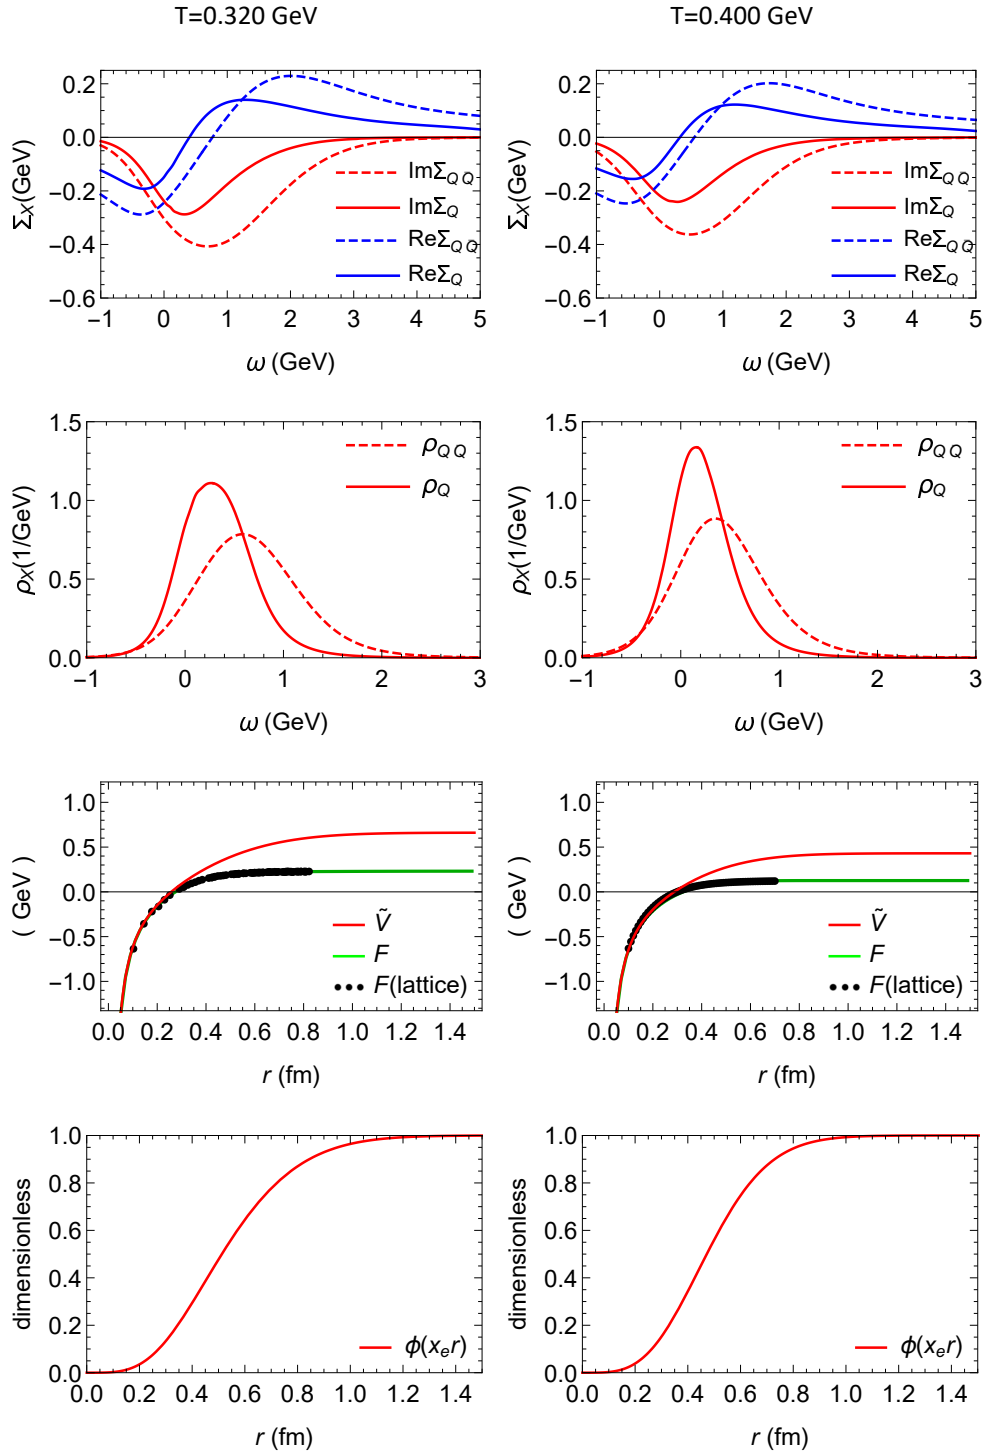 T=0.320 GeV
T=0.400 GeV
Σ_X(GeV)
0.2
0.0
−0.2
−0.4
−0.6
ImΣ_QQ
ImΣ_Q
ReΣ_QQ
ReΣ_Q
−1 0 1 2 3 4 5
ω (GeV)
Σ_X(GeV)
0.2
0.0
−0.2
−0.4
−0.6
ImΣ_QQ
ImΣ_Q
ReΣ_QQ
ReΣ_Q
−1 0 1 2 3 4 5
ω (GeV)
ρ_X(1/GeV)
1.5
1.0
0.5
0.0
ρ_QQ
ρ_Q
−1 0 1 2 3
ω (GeV)
ρ_X(1/GeV)
1.5
1.0
0.5
0.0
ρ_QQ
ρ_Q
−1 0 1 2 3
ω (GeV)
( GeV )
1.0
0.5
0.0
−0.5
−1.0
Ṽ
F
F(lattice)
0.0 0.2 0.4 0.6 0.8 1.0 1.2 1.4
r (fm)
( GeV )
1.0
0.5
0.0
−0.5
−1.0
Ṽ
F
F(lattice)
0.0 0.2 0.4 0.6 0.8 1.0 1.2 1.4
r (fm)
dimensionless
1.0
0.8
0.6
0.4
0.2
0.0
ϕ(x_e r)
0.0 0.2 0.4 0.6 0.8 1.0 1.2 1.4
r (fm)
dimensionless
1.0
0.8
0.6
0.4
0.2
0.0
ϕ(x_e r)
0.0 0.2 0.4 0.6 0.8 1.0 1.2 1.4
r (fm)